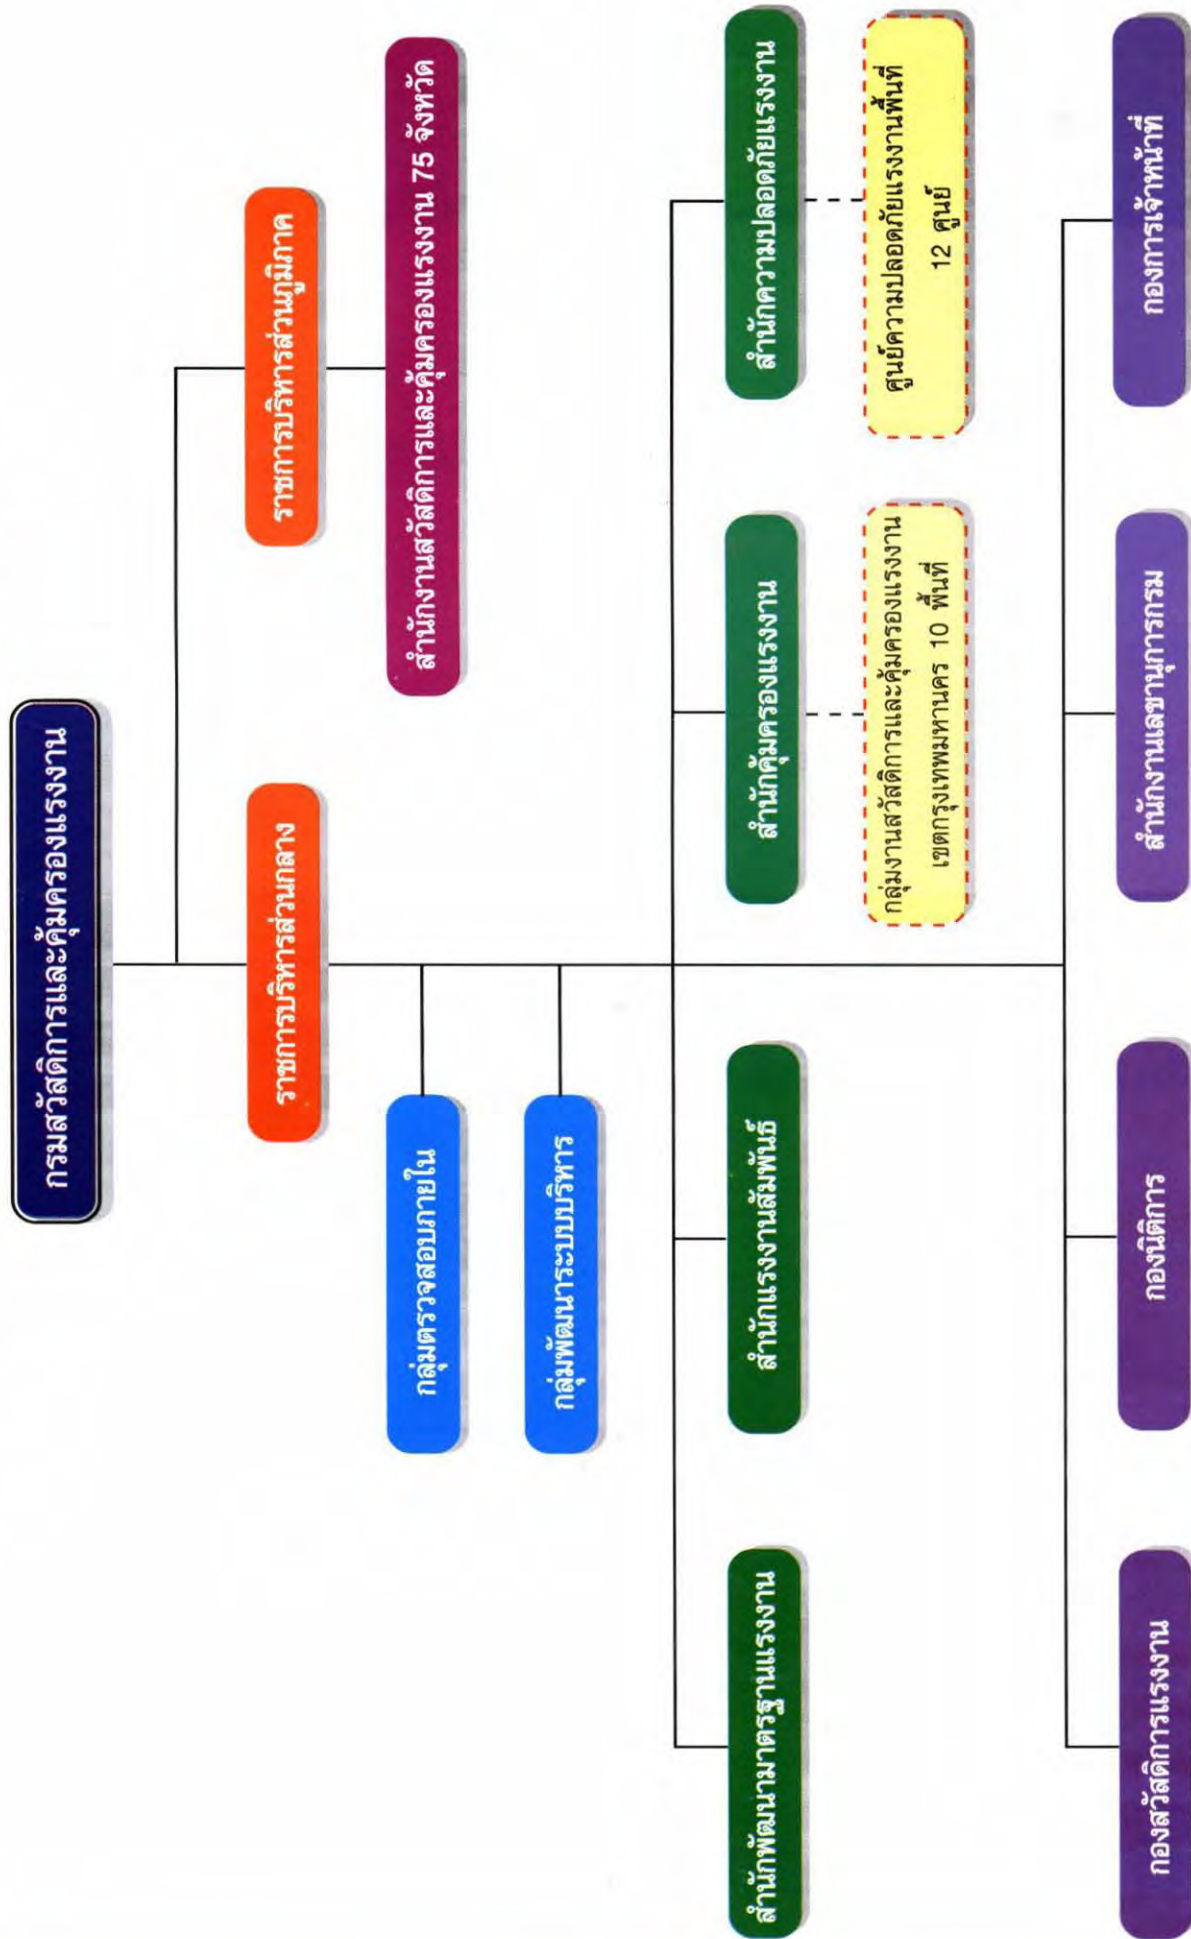 กรมสวัสดิการและคุ้มครองแรงงาน
ราชการบริหารส่วนกลาง
ราชการบริหารส่วนภูมิภาค
กลุ่มตรวจสอบภายใน
สำนักงานสวัสดิการและคุ้มครองแรงงาน 75 จังหวัด
กลุ่มพัฒนาระบบบริหาร
สำนักพัฒนามาตรฐานแรงงาน
สำนักแรงงานสัมพันธ์
สำนักคุ้มครองแรงงาน
สำนักความปลอดภัยแรงงาน
กลุ่มงานสวัสดิการและคุ้มครองแรงงาน
เขตกรุงเทพมหานคร 10 พื้นที่
ศูนย์ความปลอดภัยแรงงานพื้นที่
12 ศูนย์
กองสวัสดิการแรงงาน
กองนิติการ
สำนักงานเลขานุการกรม
กองการเจ้าหน้าที่